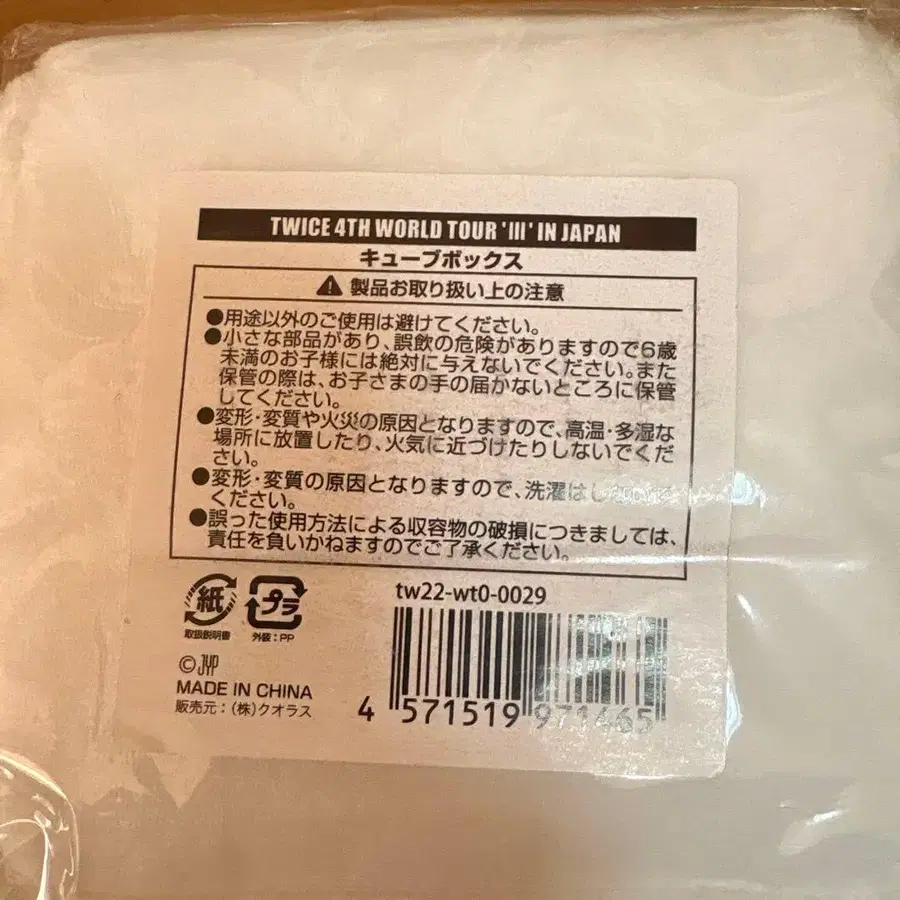 TWICE 4TH WORLD TOUR 'III' IN JAPAN
キューブボックス
製品お取り扱い上の注意
●用途以外のご使用は避けてください。
●小さな部品があり、誤飲の危険がありますので6歳
未満のお子様には絶対に与えないでください。また
保管の際は、お子さまの手の届かないところに保管
してください。
●変形・変質や火災の原因となりますので、高温・多湿な
場所に放置したり、火気に近づけたりしないでくだ
さい。
●変形・変質の原因となりますので、洗濯はしないで
ください。
●誤った使用方法による収容物の破損につきましては、
責任を負いかねますのでご了承ください。
紙
取扱説明書
プラ
外装：PP
tw22-wt0-0029
©JYP
MADE IN CHINA
販売元：(株)クオラス
4 571519 971465